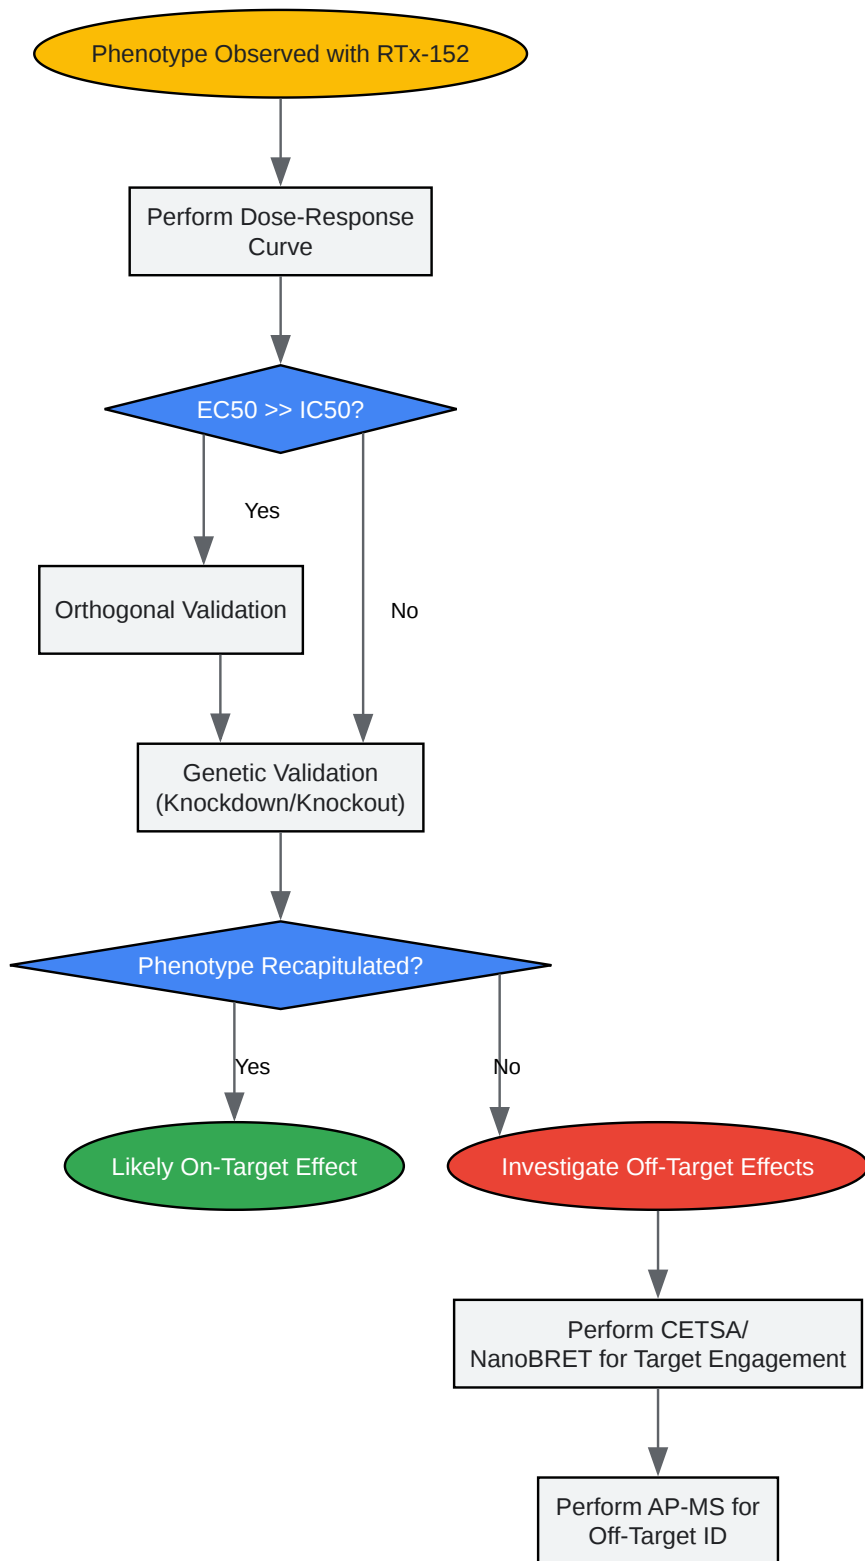 Phenotype Observed with RTx-152
Perform Dose-Response
Curve
EC50 >> IC50?
Yes
Orthogonal Validation
No
Genetic Validation
(Knockdown/Knockout)
Phenotype Recapitulated?
Yes
No
Likely On-Target Effect
Investigate Off-Target Effects
Perform CETSA/
NanoBRET for Target Engagement
Perform AP-MS for
Off-Target ID